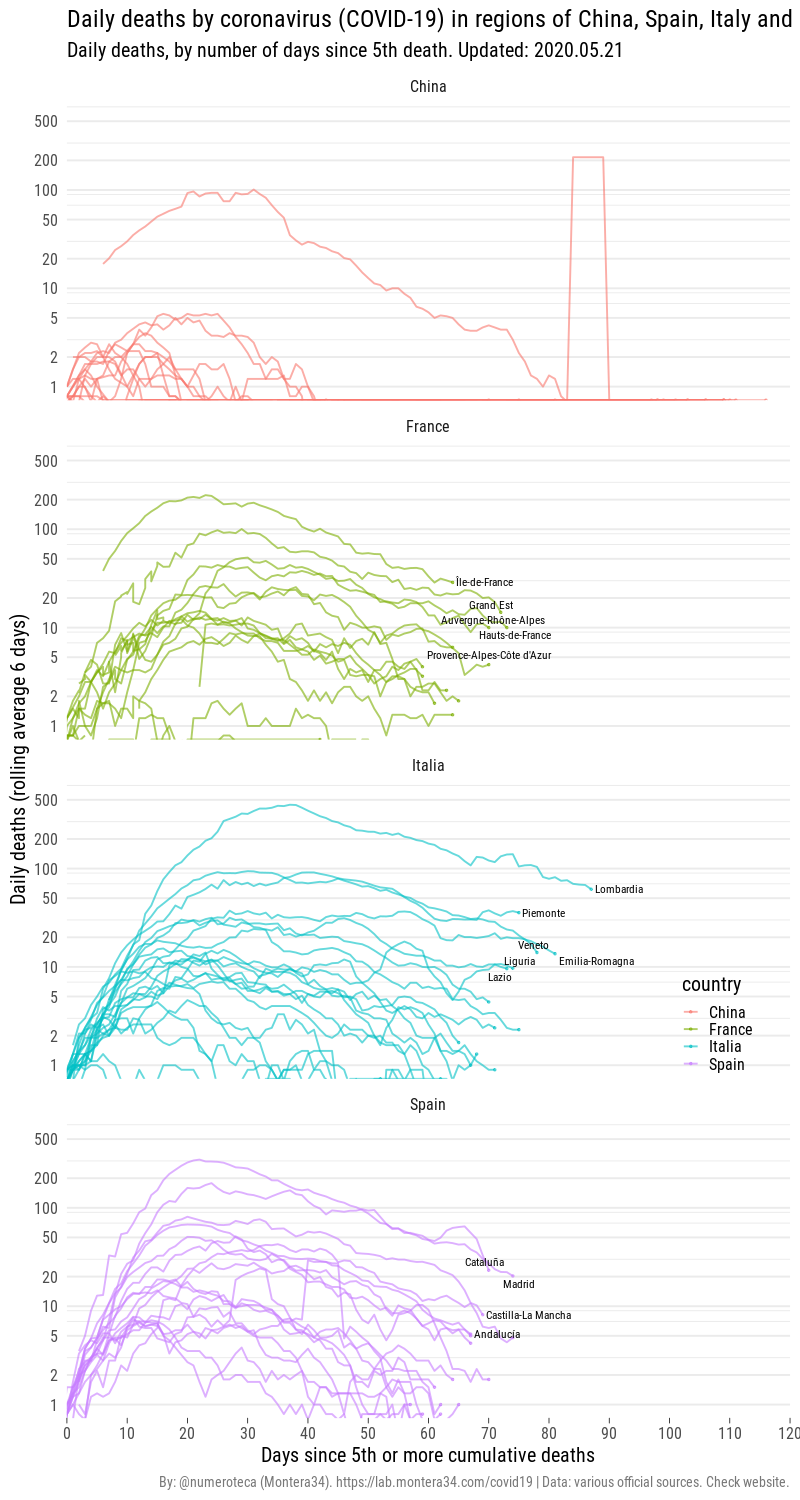 Daily deaths by coronavirus (COVID-19) in regions of China, Spain, Italy and
Daily deaths, by number of days since 5th death. Updated: 2020.05.21
China
500
200
100
50
20
10
5
2
1
France
500
200
100
50
20
10
5
2
1
Île-de-France
Grand Est
Auvergne-Rhône-Alpes
Hauts-de-France
Provence-Alpes-Côte d'Azur
Daily deaths (rolling average 6 days)
Italia
500
200
100
50
20
10
5
2
1
Lombardia
Piemonte
Veneto
Liguria
Emilia-Romagna
Lazio
country
China
France
Italia
Spain
Spain
500
200
100
50
20
10
5
2
1
Cataluña
Madrid
Castilla-La Mancha
Andalucía
0 10 20 30 40 50 60 70 80 90 100 110 120
Days since 5th or more cumulative deaths
By: @numeroteca (Montera34). https://lab.montera34.com/covid19 | Data: various official sources. Check website.